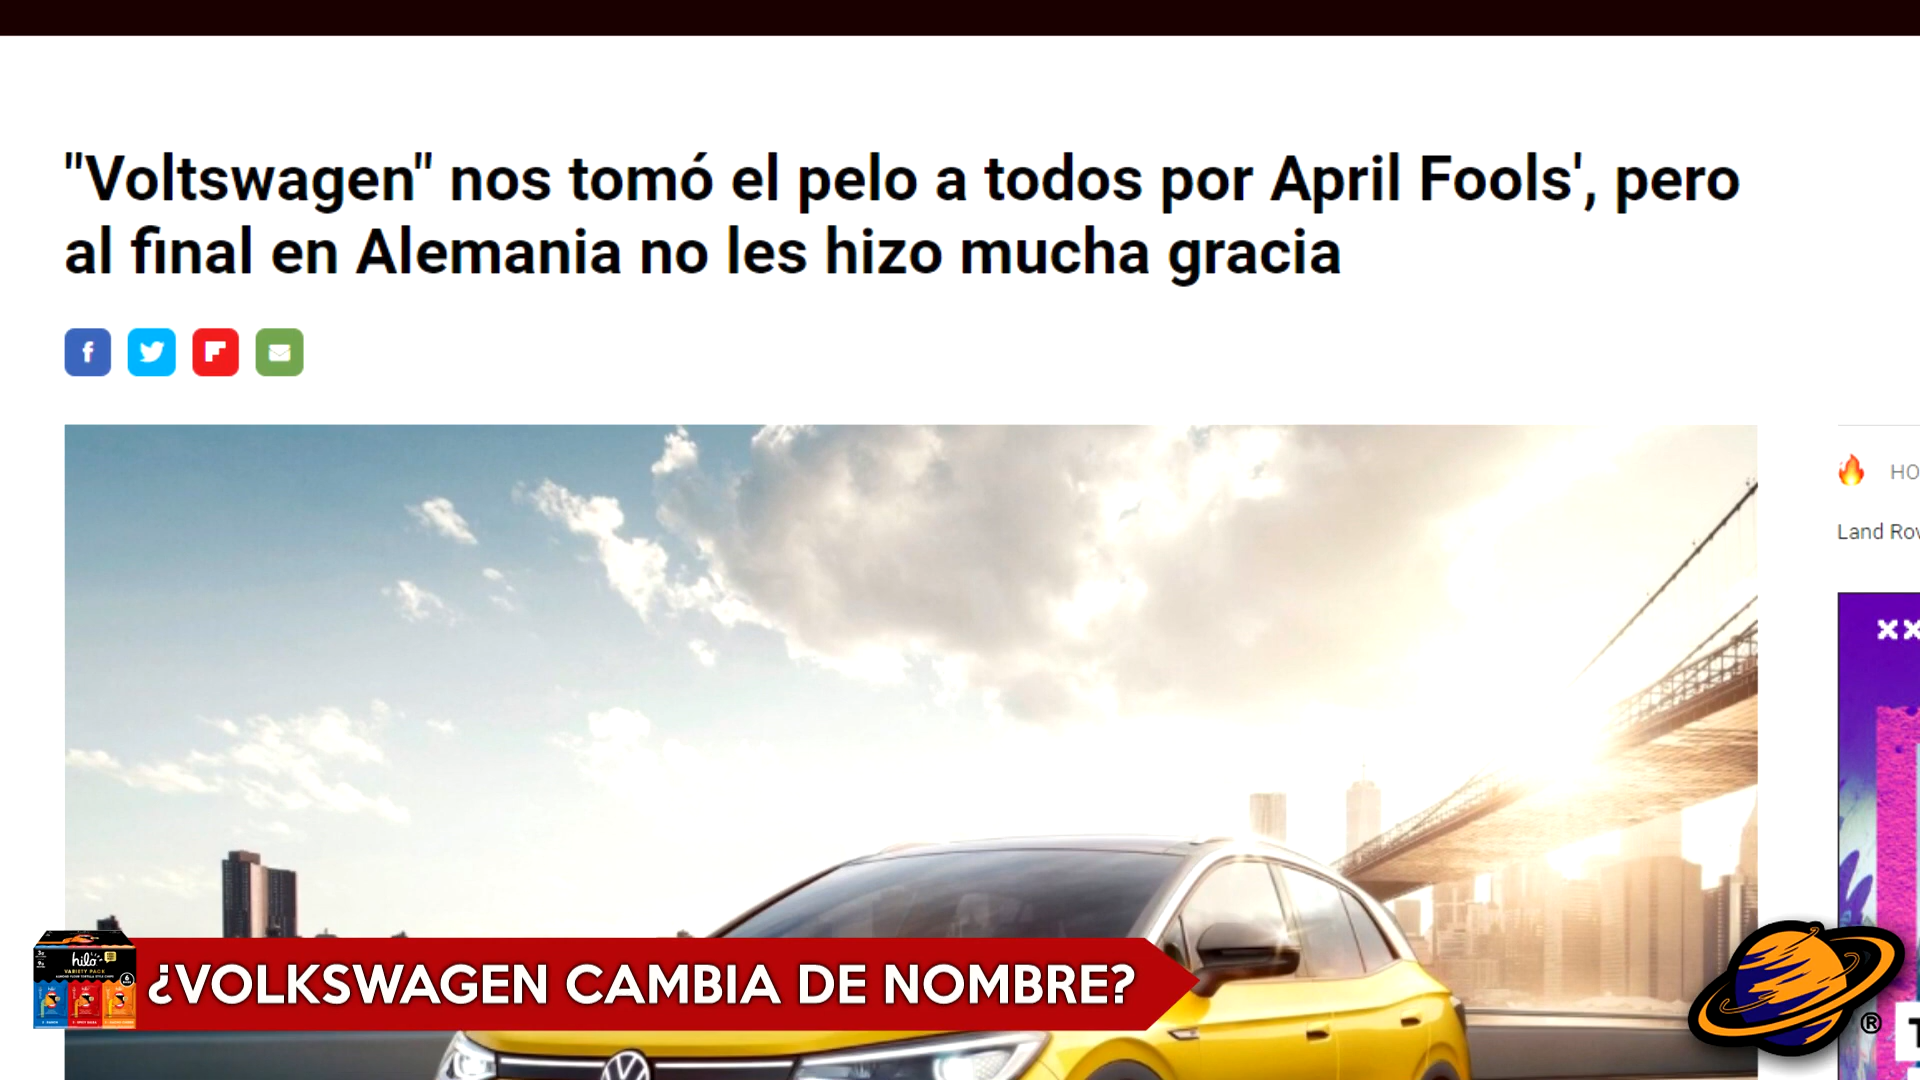 "Voltswagen" nos tomó el pelo a todos por April Fools', pero
al final en Alemania no les hizo mucha gracia
f
HO
Land Rov
××
hilo
VARIETY PACK
¿VOLKSWAGEN CAMBIA DE NOMBRE?
®
T